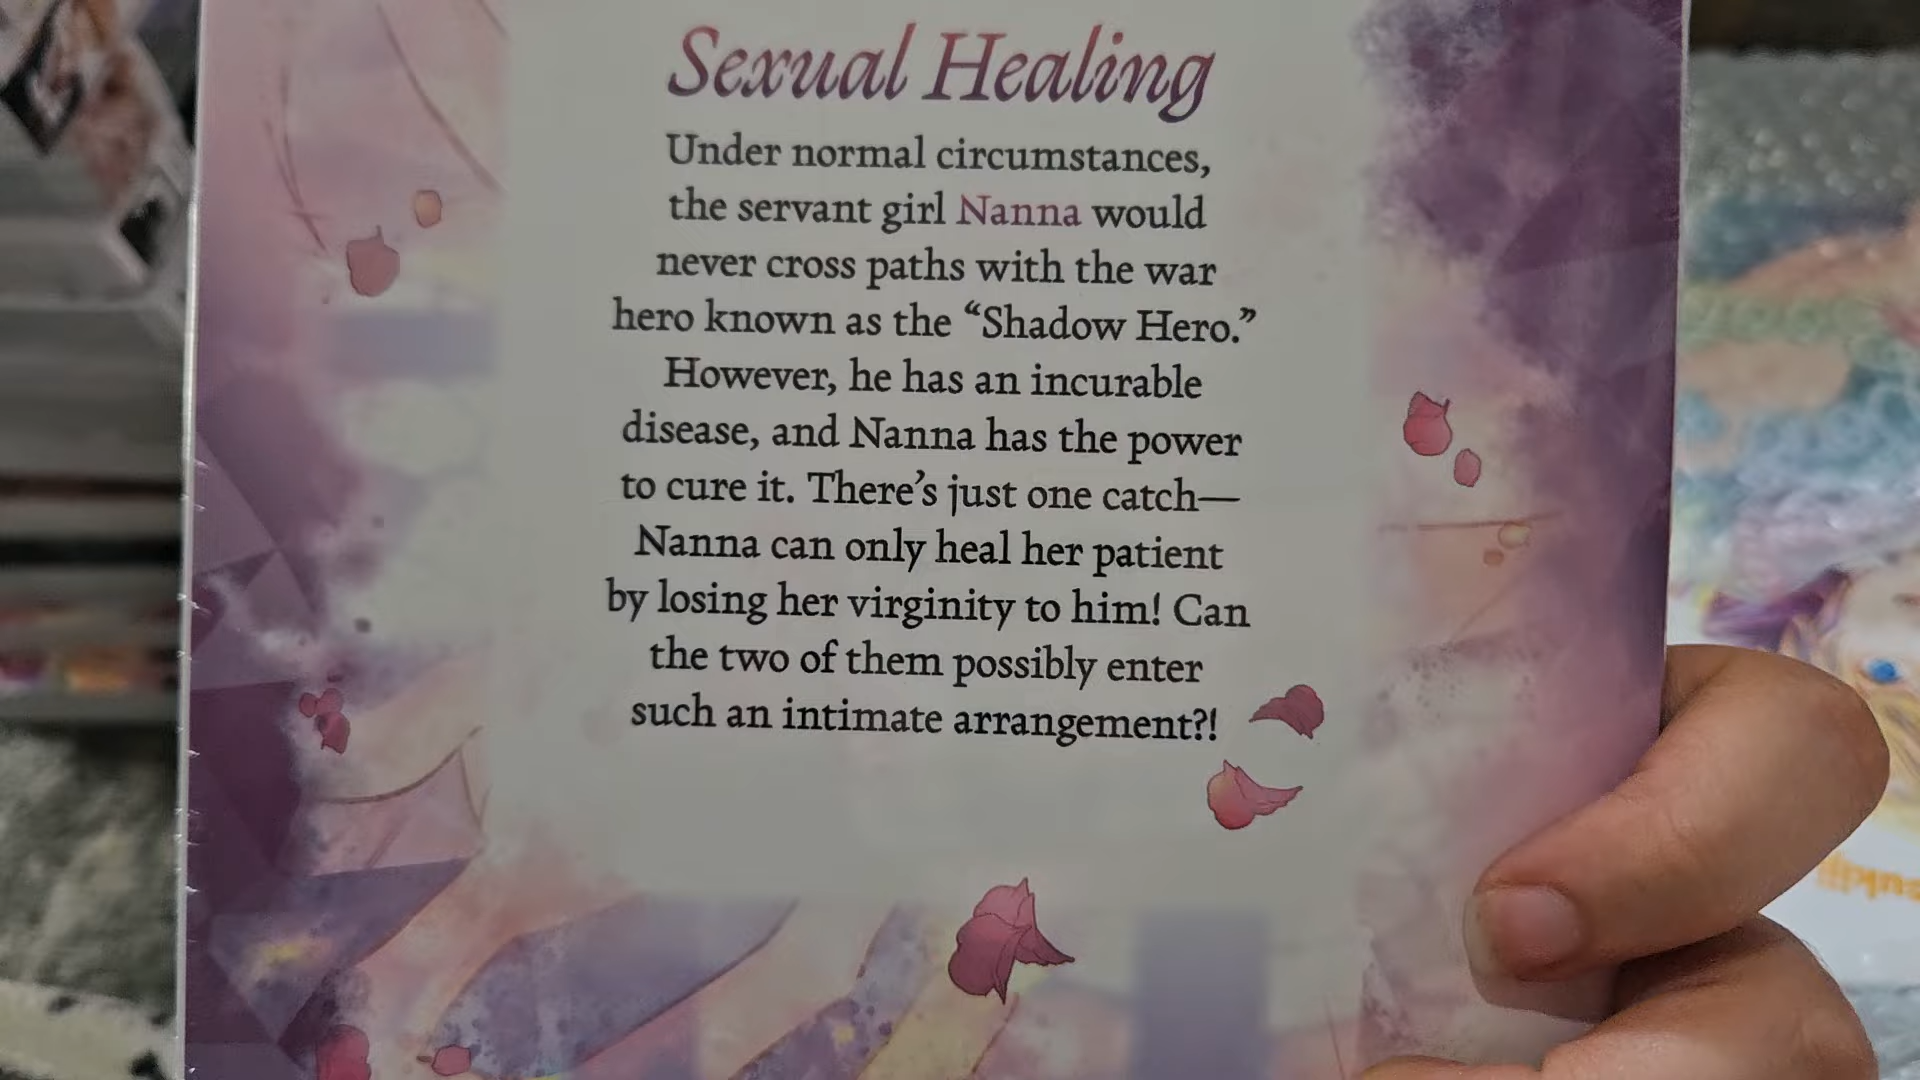 Sexual Healing
Under normal circumstances,
the servant girl Nanna would
never cross paths with the war
hero known as the “Shadow Hero.”
However, he has an incurable
disease, and Nanna has the power
to cure it. There’s just one catch—
Nanna can only heal her patient
by losing her virginity to him! Can
the two of them possibly enter
such an intimate arrangement?!